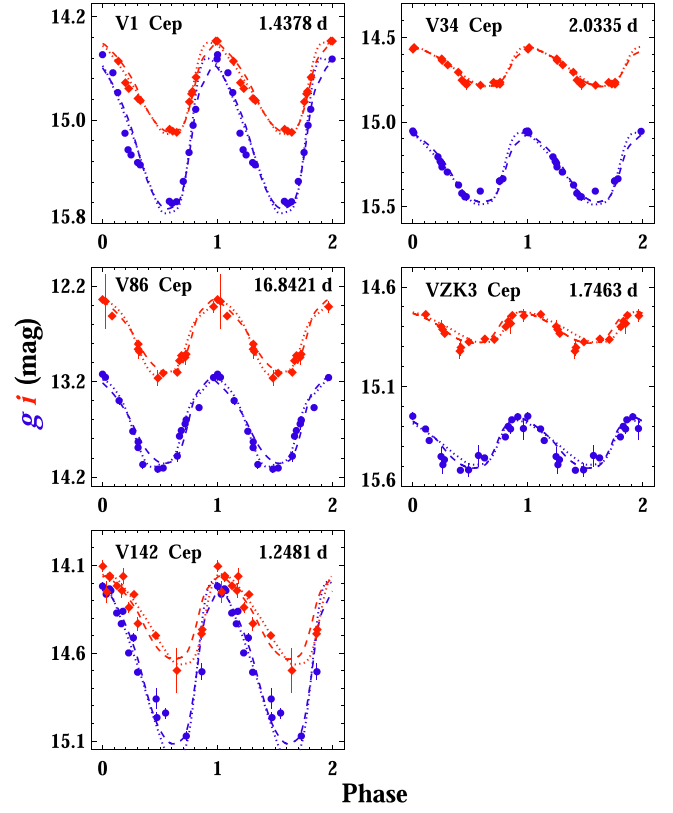 V1 Cep 1.4378 d
14.2
15.0
15.8
0 1 2
V34 Cep 2.0335 d
14.5
15.0
15.5
0 1 2
V86 Cep 16.8421 d
12.2
13.2
14.2
0 1 2
VZK3 Cep 1.7463 d
14.6
15.1
15.6
0 1 2
V142 Cep 1.2481 d
14.1
14.6
15.1
0 1 2
g i (mag)
Phase